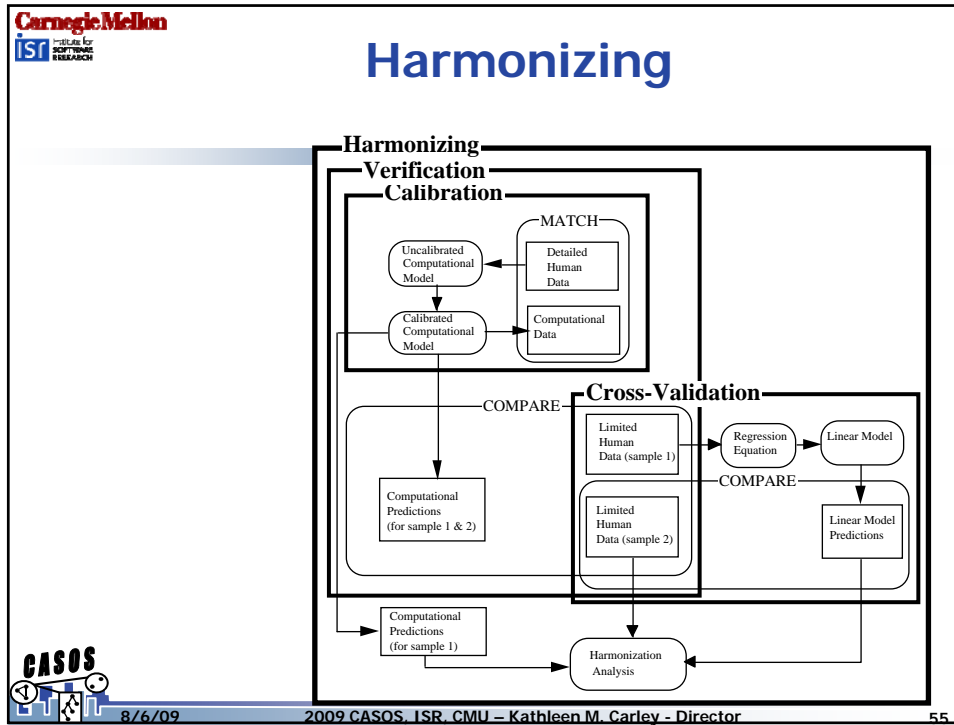 Carnegie Mellon
isr institute for
SOFTWARE
RESEARCH
Harmonizing
Harmonizing
Verification
Calibration
MATCH
Uncalibrated
Computational
Model
Detailed
Human
Data
Calibrated
Computational
Model
Computational
Data
Cross-Validation
COMPARE
Limited
Human
Data (sample 1)
Regression
Equation
Linear Model
COMPARE
Computational
Predictions
(for sample 1 & 2)
Limited
Human
Data (sample 2)
Linear Model
Predictions
Computational
Predictions
(for sample 1)
Harmonization
Analysis
CASOS
8/6/09
2009 CASOS, ISR, CMU – Kathleen M. Carley - Director
55